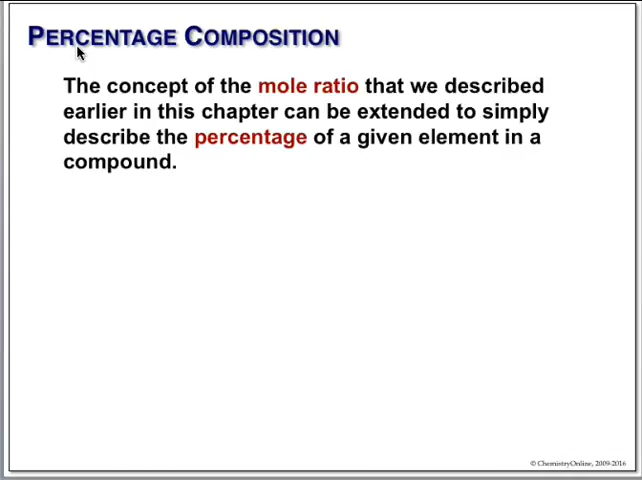 PERCENTAGE COMPOSITION
The concept of the mole ratio that we described
earlier in this chapter can be extended to simply
describe the percentage of a given element in a
compound.
© ChemistryOnline, 2009-2016